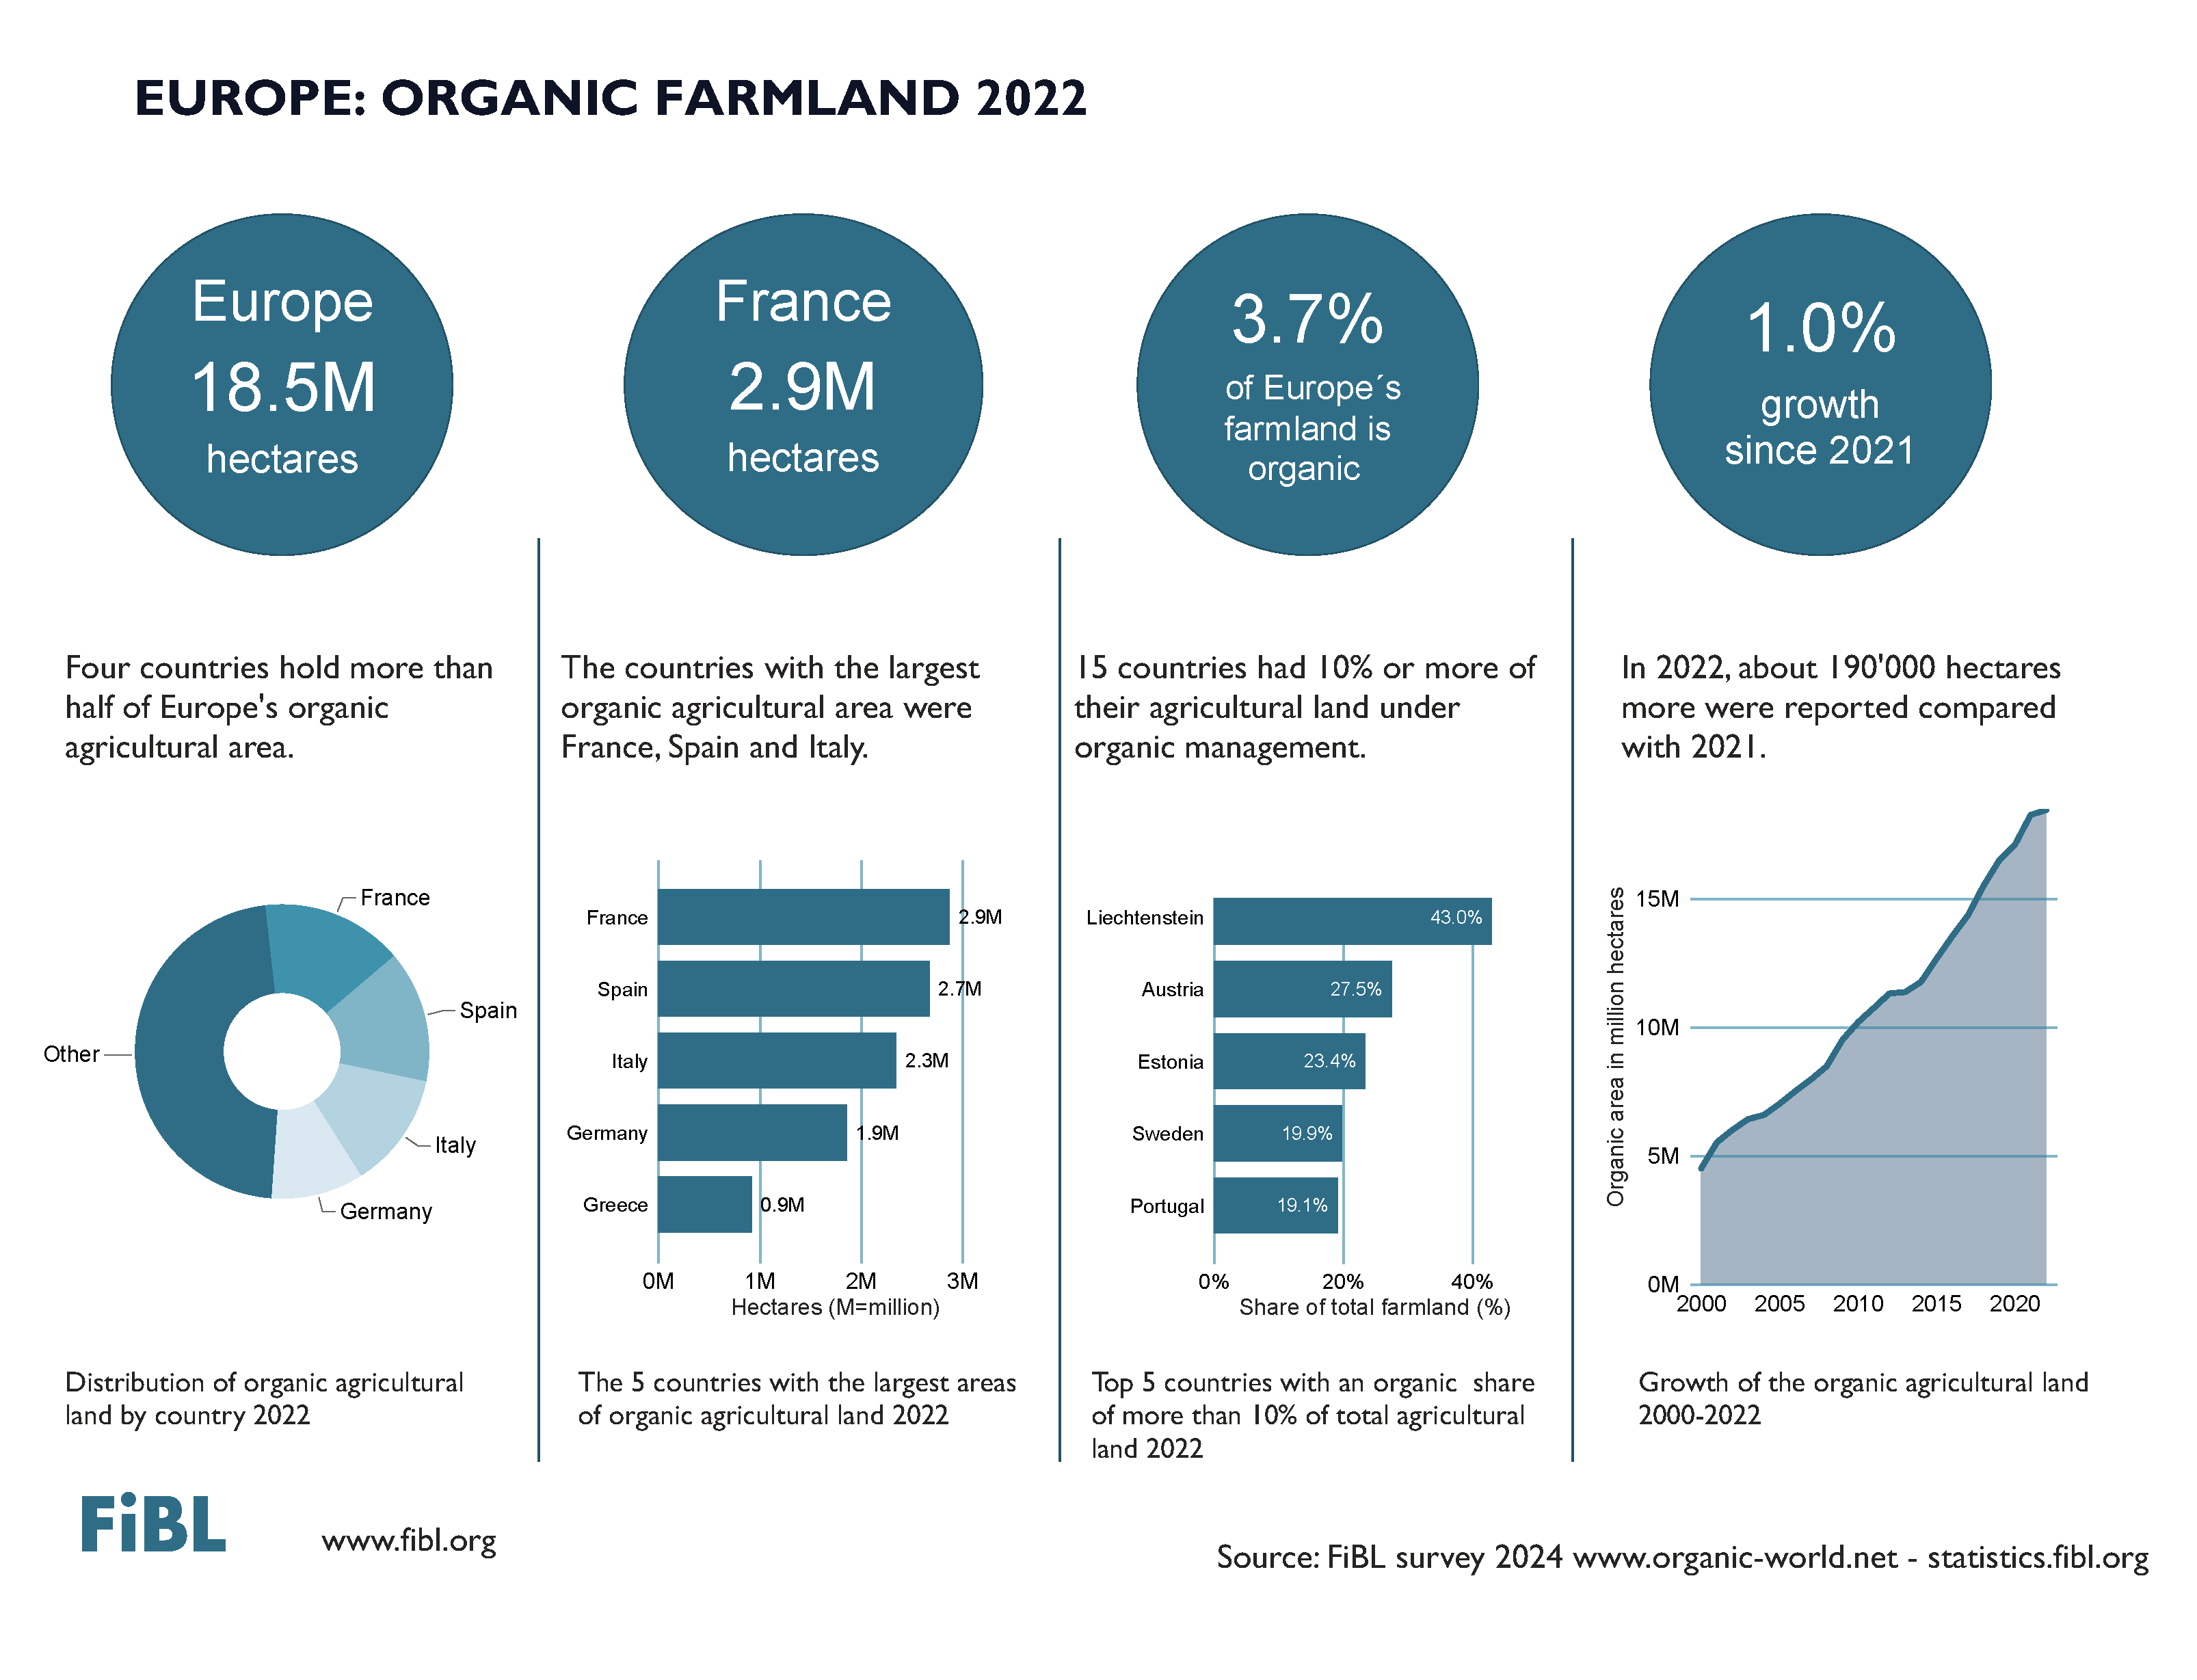 EUROPE: ORGANIC FARMLAND 2022
Europe
18.5M
hectares
France
2.9M
hectares
3.7%
of Europe´s
farmland is
organic
1.0%
growth
since 2021
Four countries hold more than
half of Europe's organic
agricultural area.
The countries with the largest
organic agricultural area were
France, Spain and Italy.
15 countries had 10% or more of
their agricultural land under
organic management.
In 2022, about 190'000 hectares
more were reported compared
with 2021.
France
Spain
Other
Italy
Germany
France
2.9M
Spain
2.7M
Italy
2.3M
Germany
1.9M
Greece
0.9M
0M 1M 2M 3M
Hectares (M=million)
Liechtenstein
43.0%
Austria
27.5%
Estonia
23.4%
Sweden
19.9%
Portugal
19.1%
0% 20% 40%
Share of total farmland (%)
Organic area in million hectares
15M
10M
5M
0M
2000 2005 2010 2015 2020
Distribution of organic agricultural
land by country 2022
The 5 countries with the largest areas
of organic agricultural land 2022
Top 5 countries with an organic share
of more than 10% of total agricultural
land 2022
Growth of the organic agricultural land
2000-2022
FiBL
www.fibl.org
Source: FiBL survey 2024 www.organic-world.net - statistics.fibl.org